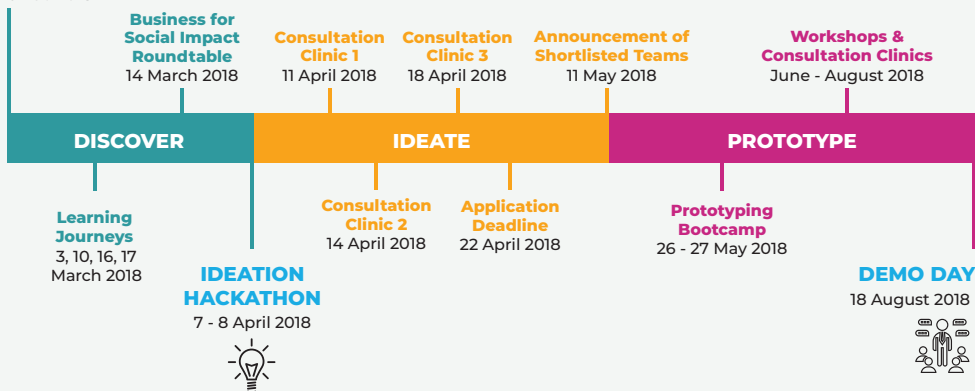 Business for
Social Impact
Roundtable
14 March 2018
Consultation
Clinic 1
11 April 2018
Consultation
Clinic 3
18 April 2018
Announcement of
Shortlisted Teams
11 May 2018
Workshops &
Consultation Clinics
June - August 2018
DISCOVER
IDEATE
PROTOTYPE
Learning
Journeys
3, 10, 16, 17
March 2018
IDEATION
HACKATHON
7 - 8 April 2018
Consultation
Clinic 2
14 April 2018
Application
Deadline
22 April 2018
Prototyping
Bootcamp
26 - 27 May 2018
DEMO DAY
18 August 2018